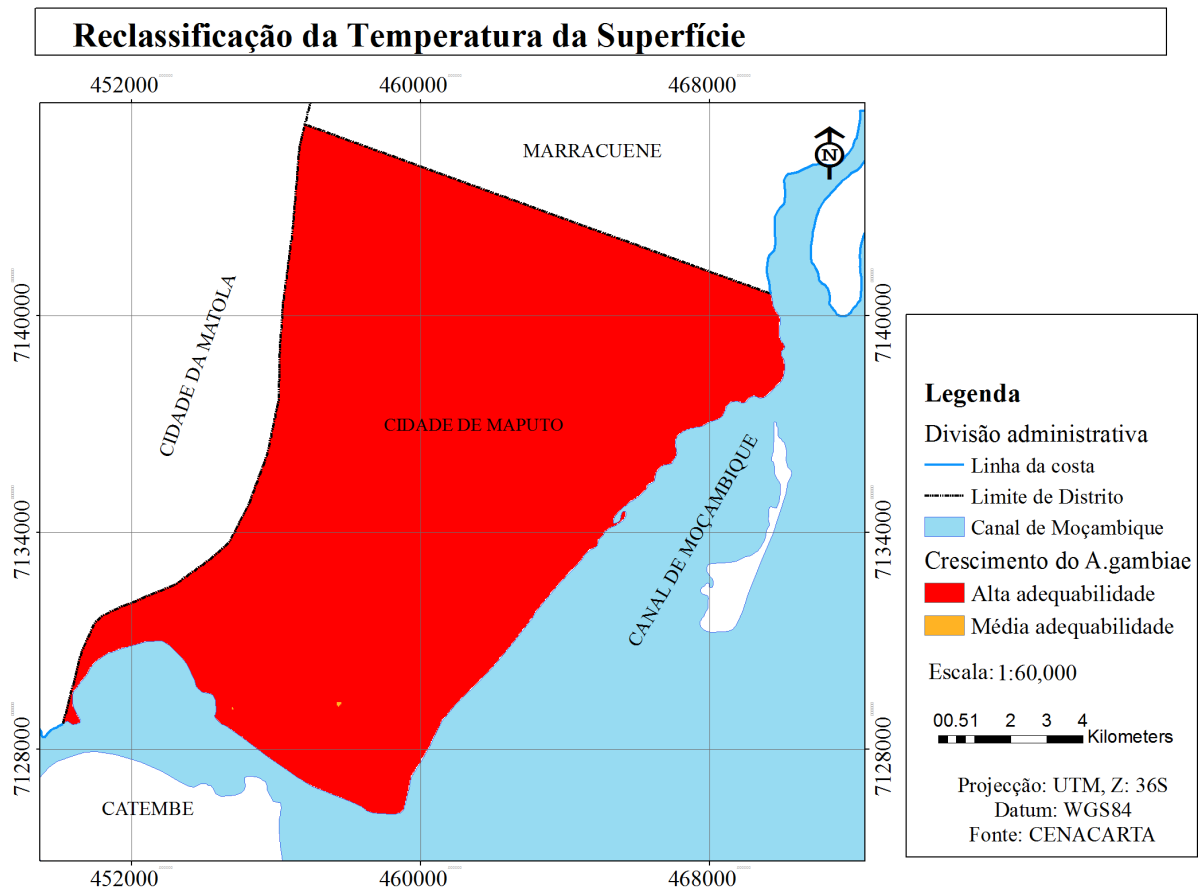 Reclassificação da Temperatura da Superfície
452000
460000
468000
MARRACUENE
N
CIDADE DA MATOLA
7140000
7140000
CIDADE DE MAPUTO
CANAL DE MOÇAMBIQUE
7134000
7134000
7128000
7128000
CATEMBE
452000
460000
468000
Legenda
Divisão administrativa
Linha da costa
Limite de Distrito
Canal de Moçambique
Crescimento do A.gambiae
Alta adequabilidade
Média adequabilidade
Escala: 1:60,000
00.51 2 3 4
Kilometers
Projecção: UTM, Z: 36S
Datum: WGS84
Fonte: CENACARTA